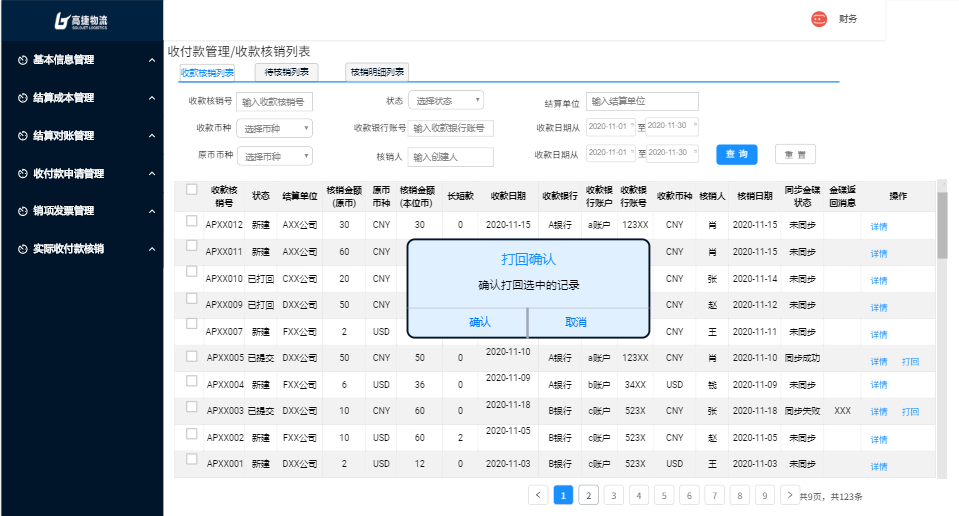 高捷物流
GOLDJET LOGISTICS
财务
基本信息管理
结算成本管理
结算对账管理
收付款申请管理
销项发票管理
实际收付款核销
收付款管理/收款核销列表
收款核销列表 待核销列表 核销明细列表
收款核销号 输入收款核销号 状态 选择状态 结算单位 输入结算单位
收款币种 选择币种 收款银行账号 输入收款银行账号 收款日期从 2020-11-01 至 2020-11-30
原币币种 选择币种 核销人 输入创建人 收款日期从 2020-11-01 至 2020-11-30 查 询 重 置
收款核销号 状态 结算单位 核销金额(原币) 原币币种 核销金额(本位币) 长短款 收款日期 收款银行 收款银行账户 收款银行账号 收款币种 核销人 核销日期 同步金碟状态 金碟返回消息 操作
APXX012 新建 AXX公司 30 CNY 30 0 2020-11-15 A银行 a账户 123XX CNY 肖 2020-11-15 未同步 详情
APXX011 新建 AXX公司 60 CNY CNY 肖 2020-11-15 未同步 详情
APXX010 已打回 CXX公司 20 CNY CNY 张 2020-11-14 未同步 详情
APXX009 已打回 DXX公司 50 CNY CNY 赵 2020-11-12 未同步 详情
APXX007 新建 FXX公司 2 USD CNY 王 2020-11-11 未同步 详情
APXX005 已提交 DXX公司 50 CNY 50 0 2020-11-10 A银行 a账户 123XX CNY 肖 2020-11-10 同步成功 详情 打回
APXX004 新建 FXX公司 6 USD 36 0 2020-11-09 A银行 b账户 34XX USD 钱 2020-11-09 未同步 详情
APXX003 已提交 DXX公司 10 CNY 60 0 2020-11-18 B银行 c账户 523X CNY 张 2020-11-18 同步失败 XXX 详情 打回
APXX002 新建 FXX公司 10 USD 60 2 2020-11-05 B银行 c账户 523X CNY 赵 2020-11-05 未同步 详情
APXX001 新建 DXX公司 2 USD 12 0 2020-11-03 B银行 c账户 523X USD 王 2020-11-03 未同步 详情
打回确认
确认打回选中的记录
确认 取消
< 1 2 3 4 5 6 7 8 9 > 共9页，共123条